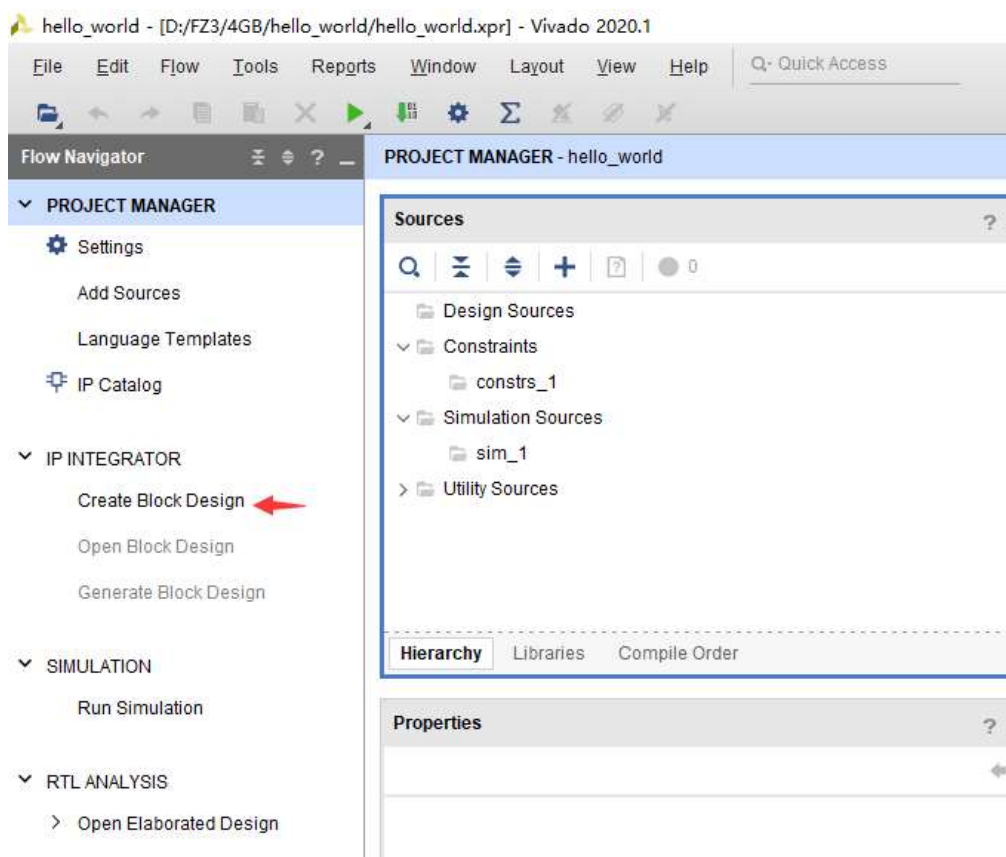 hello_world - [D:/FZ3/4GB/hello_world/hello_world.xpr] - Vivado 2020.1
File Edit Flow Tools Reports Window Layout View Help Q- Quick Access
Flow Navigator ? PROJECT MANAGER - hello_world
PROJECT MANAGER
Settings
Add Sources
Language Templates
IP Catalog
IP INTEGRATOR
Create Block Design
Open Block Design
Generate Block Design
SIMULATION
Run Simulation
RTL ANALYSIS
Open Elaborated Design
Sources ?
? 0
Design Sources
Constraints
constrs_1
Simulation Sources
sim_1
Utility Sources
Hierarchy Libraries Compile Order
Properties ?